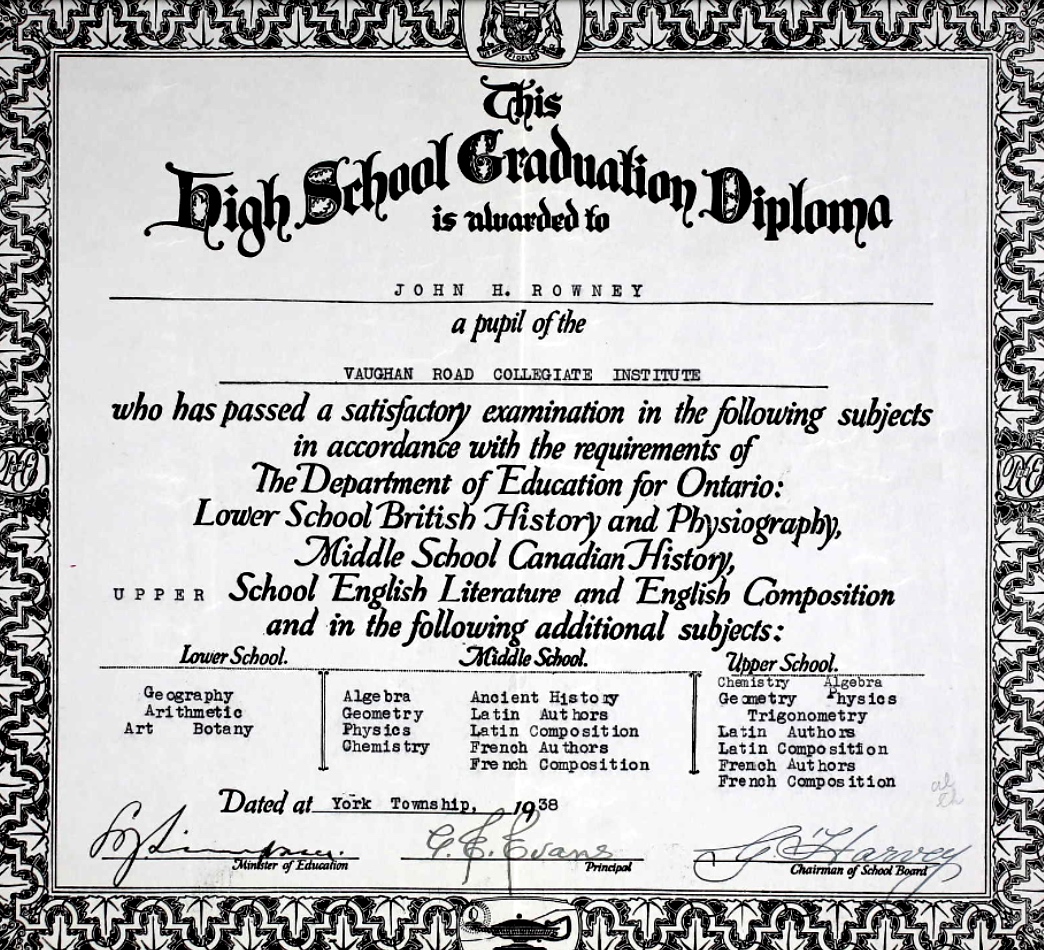 This
High School Graduation Diploma
is awarded to
JOHN H. ROWNEY
a pupil of the
VAUGHAN ROAD COLLEGIATE INSTITUTE
who has passed a satisfactory examination in the following subjects
in accordance with the requirements of
The Department of Education for Ontario:
Lower School British History and Physiography,
Middle School Canadian History,
UPPER School English Literature and English Composition
and in the following additional subjects:
Lower School.
Geography
Arithmetic
Art Botany
Middle School.
Algebra Ancient History
Geometry Latin Authors
Physics Latin Composition
Chemistry French Authors
French Composition
Upper School.
Chemistry Algebra
Geometry Physics
Trigonometry
Latin Authors
Latin Composition
French Authors
French Composition
Dated at York Township, 1938
Minister of Education
G. E. Evans
Principal
Harvey
Chairman of School Board